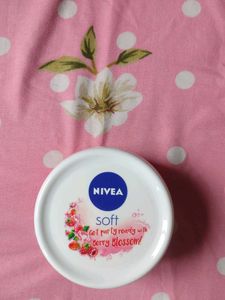 NIVEA
soft
Get party ready with
Berry Blossom!